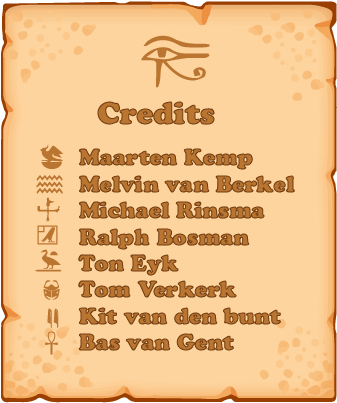 Credits
Maarten Kemp
Melvin van Berkel
Michael Rinsma
Ralph Bosman
Ton Eyk
Tom Verkerk
Kit van den bunt
Bas van Gent